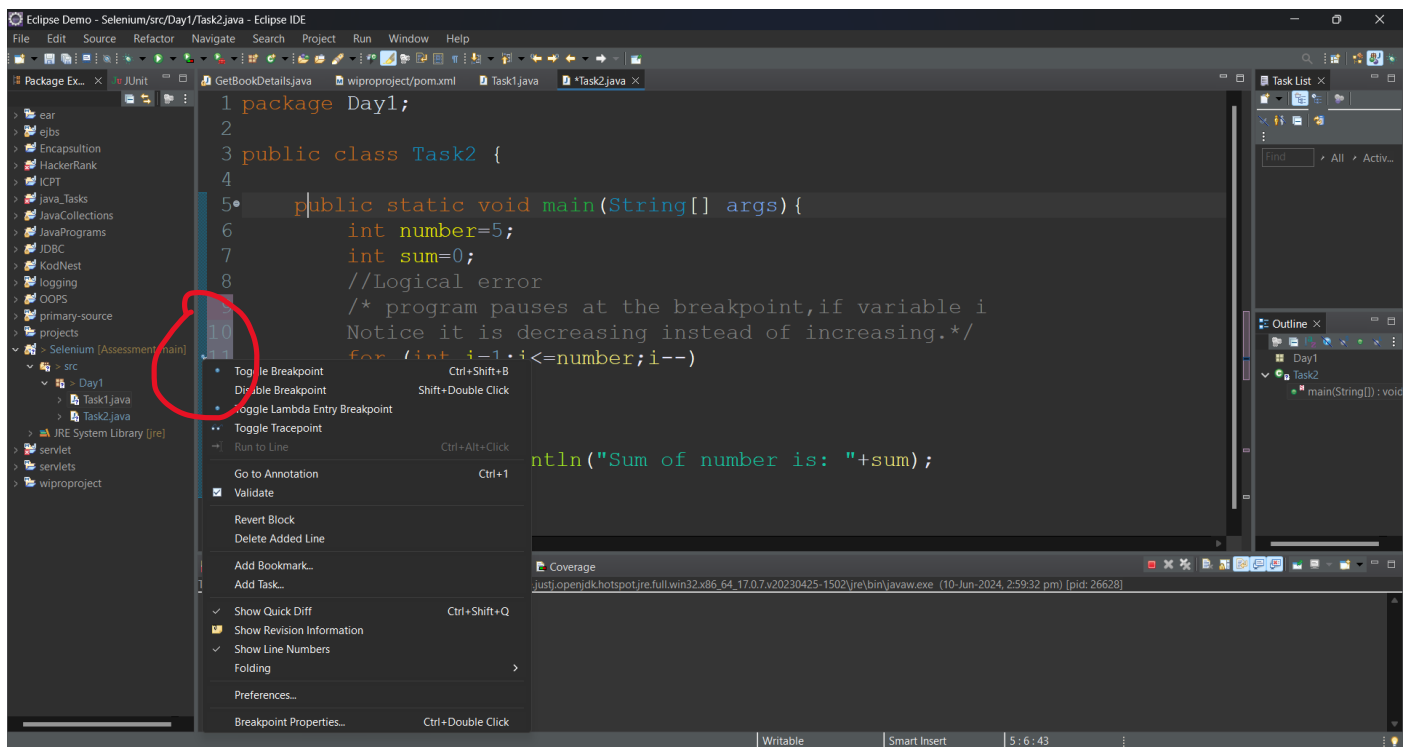 Eclipse Demo - Selenium/src/Day1/Task2.java - Eclipse IDE
File Edit Source Refactor Navigate Search Project Run Window Help
Package Ex... JUnit GetBookDetails.java wiproproject/pom.xml Task1.java *Task2.java Task List
ear
ejbs
Encapsultion
HackerRank
ICPT
java_Tasks
JavaCollections
JavaPrograms
JDBC
KodNest
logging
OOPS
primary-source
projects
> Selenium [Assessment main]
> src
> Day1
Task1.java
Task2.java
JRE System Library [jre]
servlet
servlets
wiproproject
1 package Day1;
2
3 public class Task2 {
4
5 public static void main(String[] args){
6 int number=5;
7 int sum=0;
8 //Logical error
9 /* program pauses at the breakpoint,if variable i
10 Notice it is decreasing instead of increasing.*/
11 for (int i=1;i<=number;i--)
ntln("Sum of number is: "+sum);
Toggle Breakpoint Ctrl+Shift+B
Disable Breakpoint Shift+Double Click
Toggle Lambda Entry Breakpoint
Toggle Tracepoint
Run to Line Ctrl+Alt+Click
Go to Annotation Ctrl+1
Validate
Revert Block
Delete Added Line
Add Bookmark...
Add Task...
Show Quick Diff Ctrl+Shift+Q
Show Revision Information
Show Line Numbers
Folding
Preferences...
Breakpoint Properties... Ctrl+Double Click
Coverage
.justj.openjdk.hotspot.jre.full.win32.x86_64_17.0.7.v20230425-1502\jre\bin\javaw.exe (10-Jun-2024, 2:59:32 pm) [pid: 26628]
Find All Activ...
Outline
Day1
Task2
main(String[]) : void
Writable Smart Insert 5 : 6 : 43